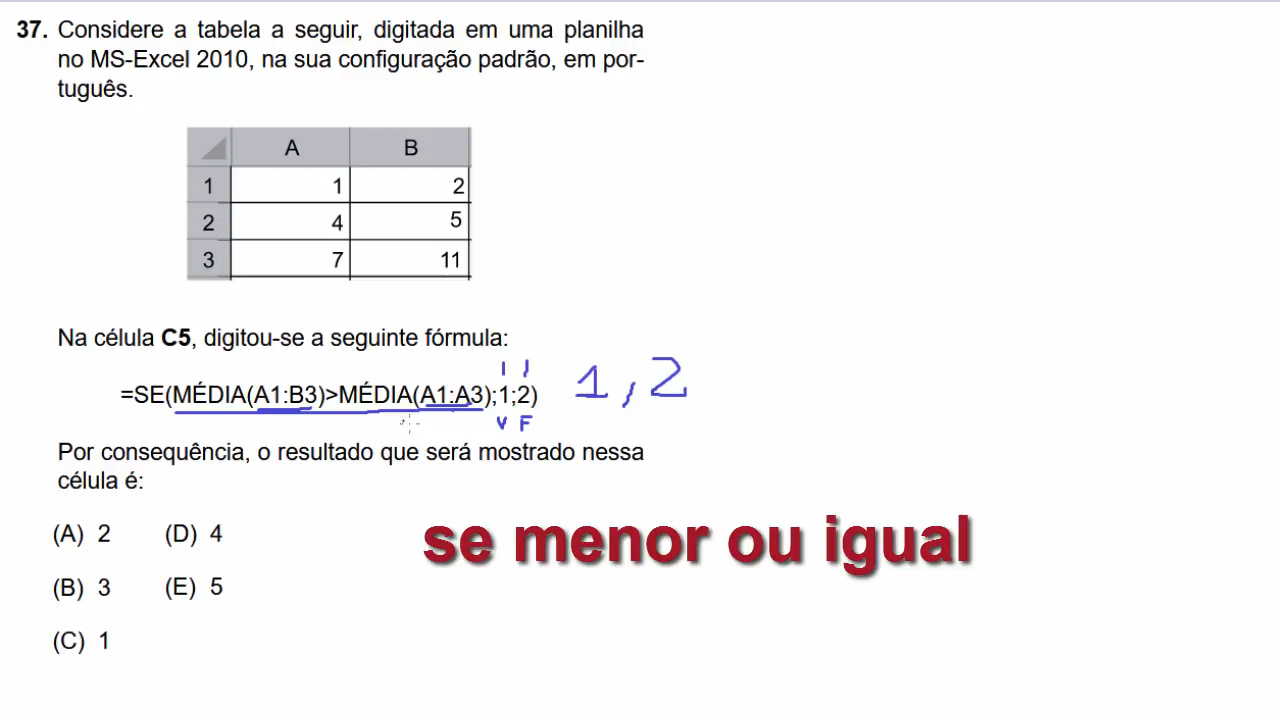 37. Considere a tabela a seguir, digitada em uma planilha
no MS-Excel 2010, na sua configuração padrão, em por-
tuguês.
A B
1 1 2
2 4 5
3 7 11
Na célula C5, digitou-se a seguinte fórmula:
=SE(MÉDIA(A1:B3)>MÉDIA(A1:A3);1;2) 1,2
V F
Por consequência, o resultado que será mostrado nessa
célula é:
(A) 2 (D) 4
se menor ou igual
(B) 3 (E) 5
(C) 1